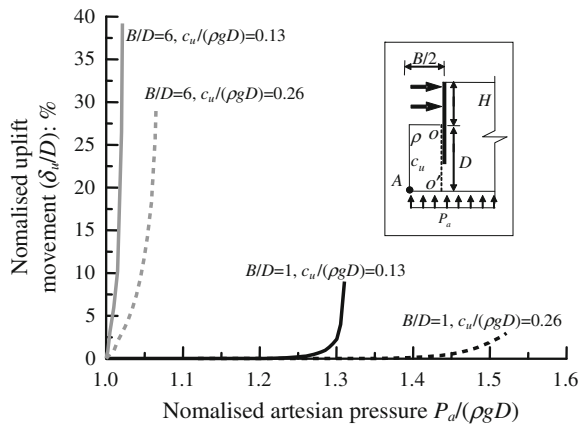 40
35
30
25
20
15
10
5
0
1.0
1.1
1.2
1.3
1.4
1.5
1.6
Nomalised uplift
movement (δu/D): %
Nomalised artesian pressure Pa/(ρgD)
B/D=6, cu/(ρgD)=0.13
B/D=6, cu/(ρgD)=0.26
B/D=1, cu/(ρgD)=0.13
B/D=1, cu/(ρgD)=0.26
B/2
H
ρ
o
cu
D
A
o'
Pa